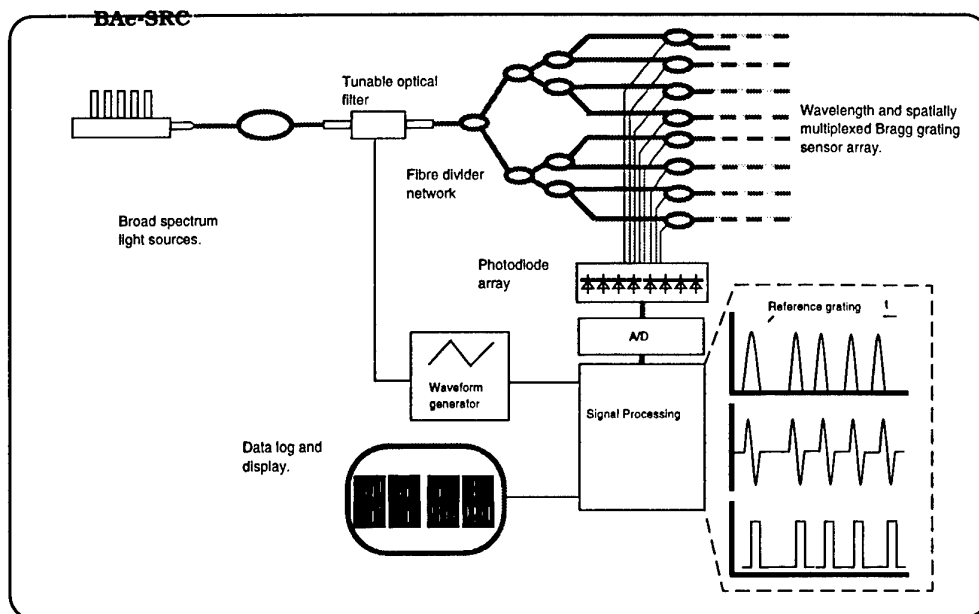 BAe-SRC
Tunable optical
filter
Wavelength and spatially
multiplexed Bragg grating
sensor array.
Fibre divider
network
Broad spectrum
light sources.
Photodiode
array
Reference grating
t
A/D
Waveform
generator
Signal Processing
Data log and
display.